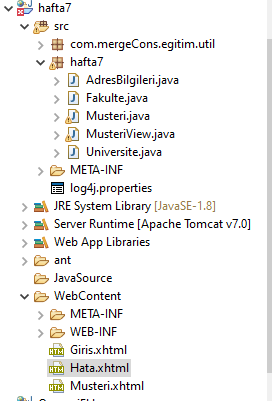 hafta7
src
com.mergeCons.egitim.util
hafta7
AdresBilgileri.java
Fakulte.java
Musteri.java
MusteriView.java
Universite.java
META-INF
log4j.properties
JRE System Library [JavaSE-1.8]
Server Runtime [Apache Tomcat v7.0]
Web App Libraries
ant
JavaSource
WebContent
META-INF
WEB-INF
Giris.xhtml
Hata.xhtml
Musteri.xhtml